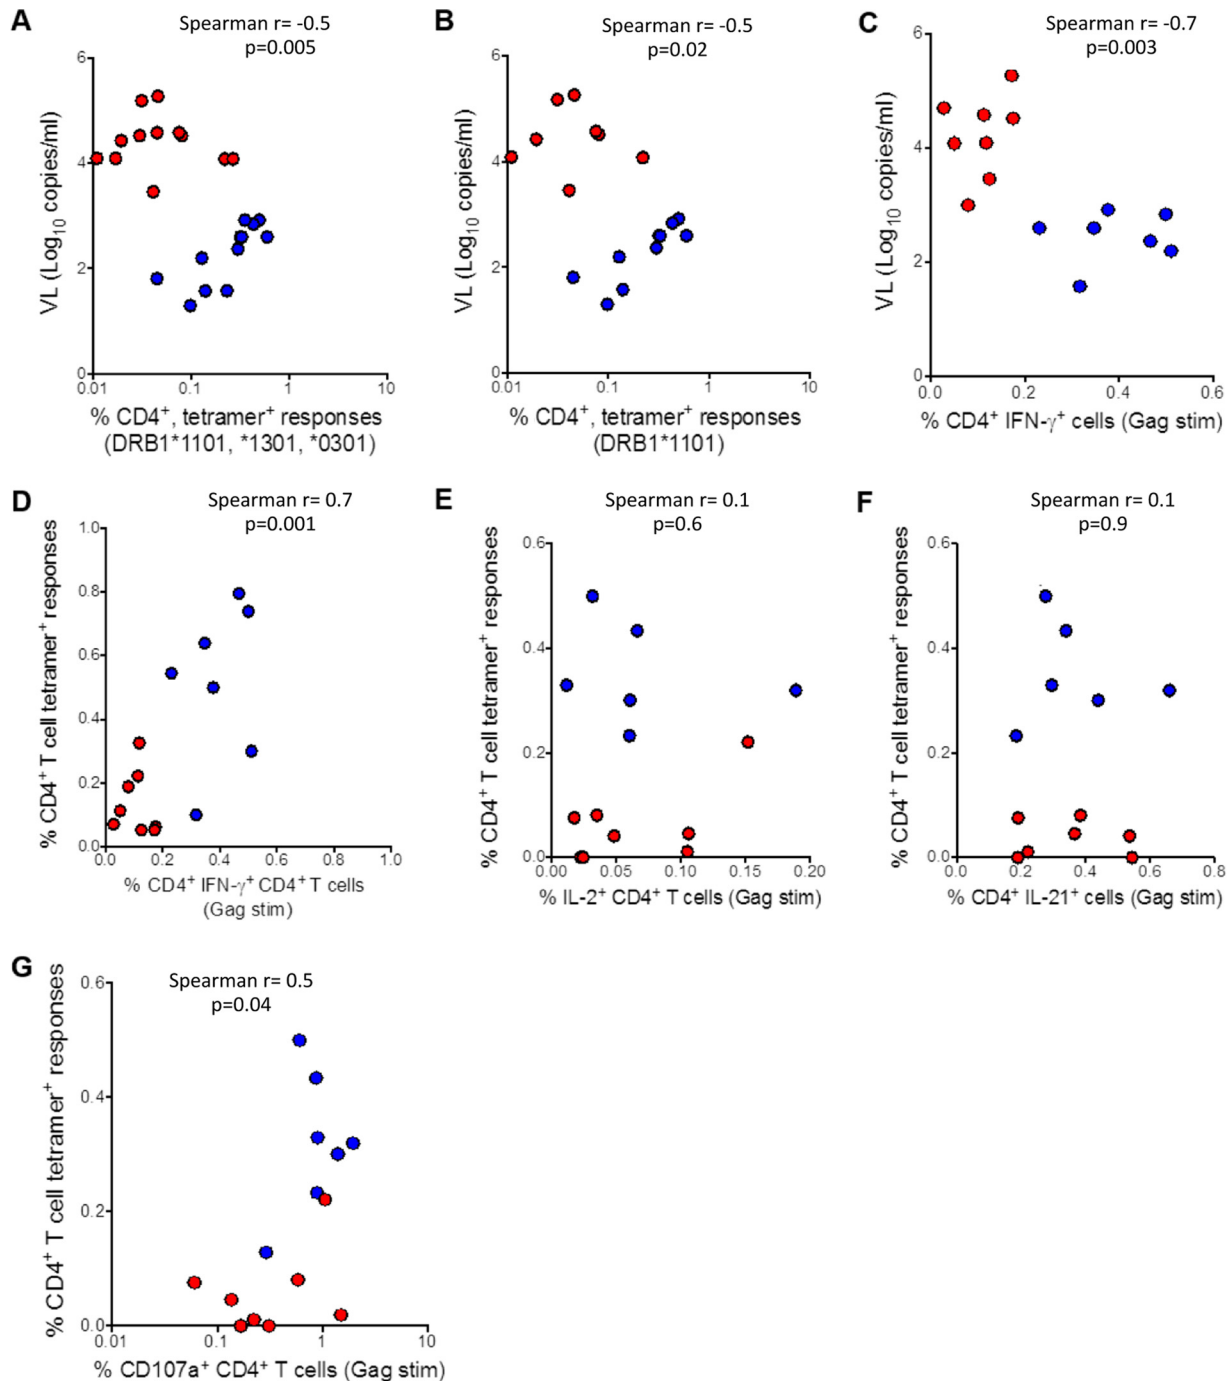 A
Spearman r= -0.5
p=0.005
VL (Log10 copies/ml)
6
4
2
0
0.01 0.1 1 10
% CD4+, tetramer+ responses
(DRB1*1101, *1301, *0301)
B
Spearman r= -0.5
p=0.02
VL (Log10 copies/ml)
6
4
2
0
0.01 0.1 1 10
% CD4+, tetramer+ responses
(DRB1*1101)
C
Spearman r= -0.7
p=0.003
VL (Log10 copies/ml)
6
4
2
0
0.0 0.2 0.4 0.6
% CD4+ IFN-γ+ cells (Gag stim)
D
Spearman r= 0.7
p=0.001
% CD4+ T cell tetramer+ responses
1.0
0.8
0.6
0.4
0.2
0.0
0.0 0.2 0.4 0.6 0.8 1.0
% CD4+ IFN-γ+ CD4+ T cells
(Gag stim)
E
Spearman r= 0.1
p=0.6
% CD4+ T cell tetramer+ responses
0.6
0.4
0.2
0.0
0.00 0.05 0.10 0.15 0.20
% IL-2+ CD4+ T cells (Gag stim)
F
Spearman r= 0.1
p=0.9
% CD4+ T cell tetramer+ responses
0.6
0.4
0.2
0.0
0.0 0.2 0.4 0.6 0.8
% CD4+ IL-21+ cells (Gag stim)
G
Spearman r= 0.5
p=0.04
% CD4+ T cell tetramer+ responses
0.6
0.4
0.2
0.0
0.01 0.1 1 10
% CD107a+ CD4+ T cells (Gag stim)